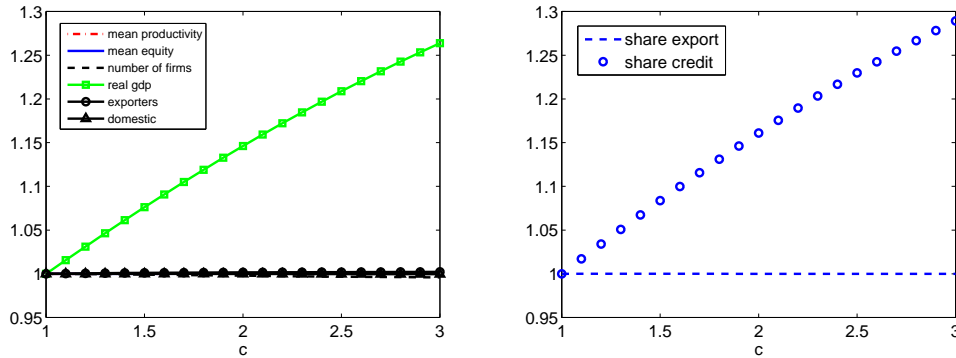 1.3
1.25
1.2
1.15
1.1
1.05
1
0.95
mean productivity
mean equity
number of firms
real gdp
exporters
domestic
1 1.5 2 2.5 3
c
1.3
1.25
1.2
1.15
1.1
1.05
1
0.95
share export
share credit
1 1.5 2 2.5 3
c